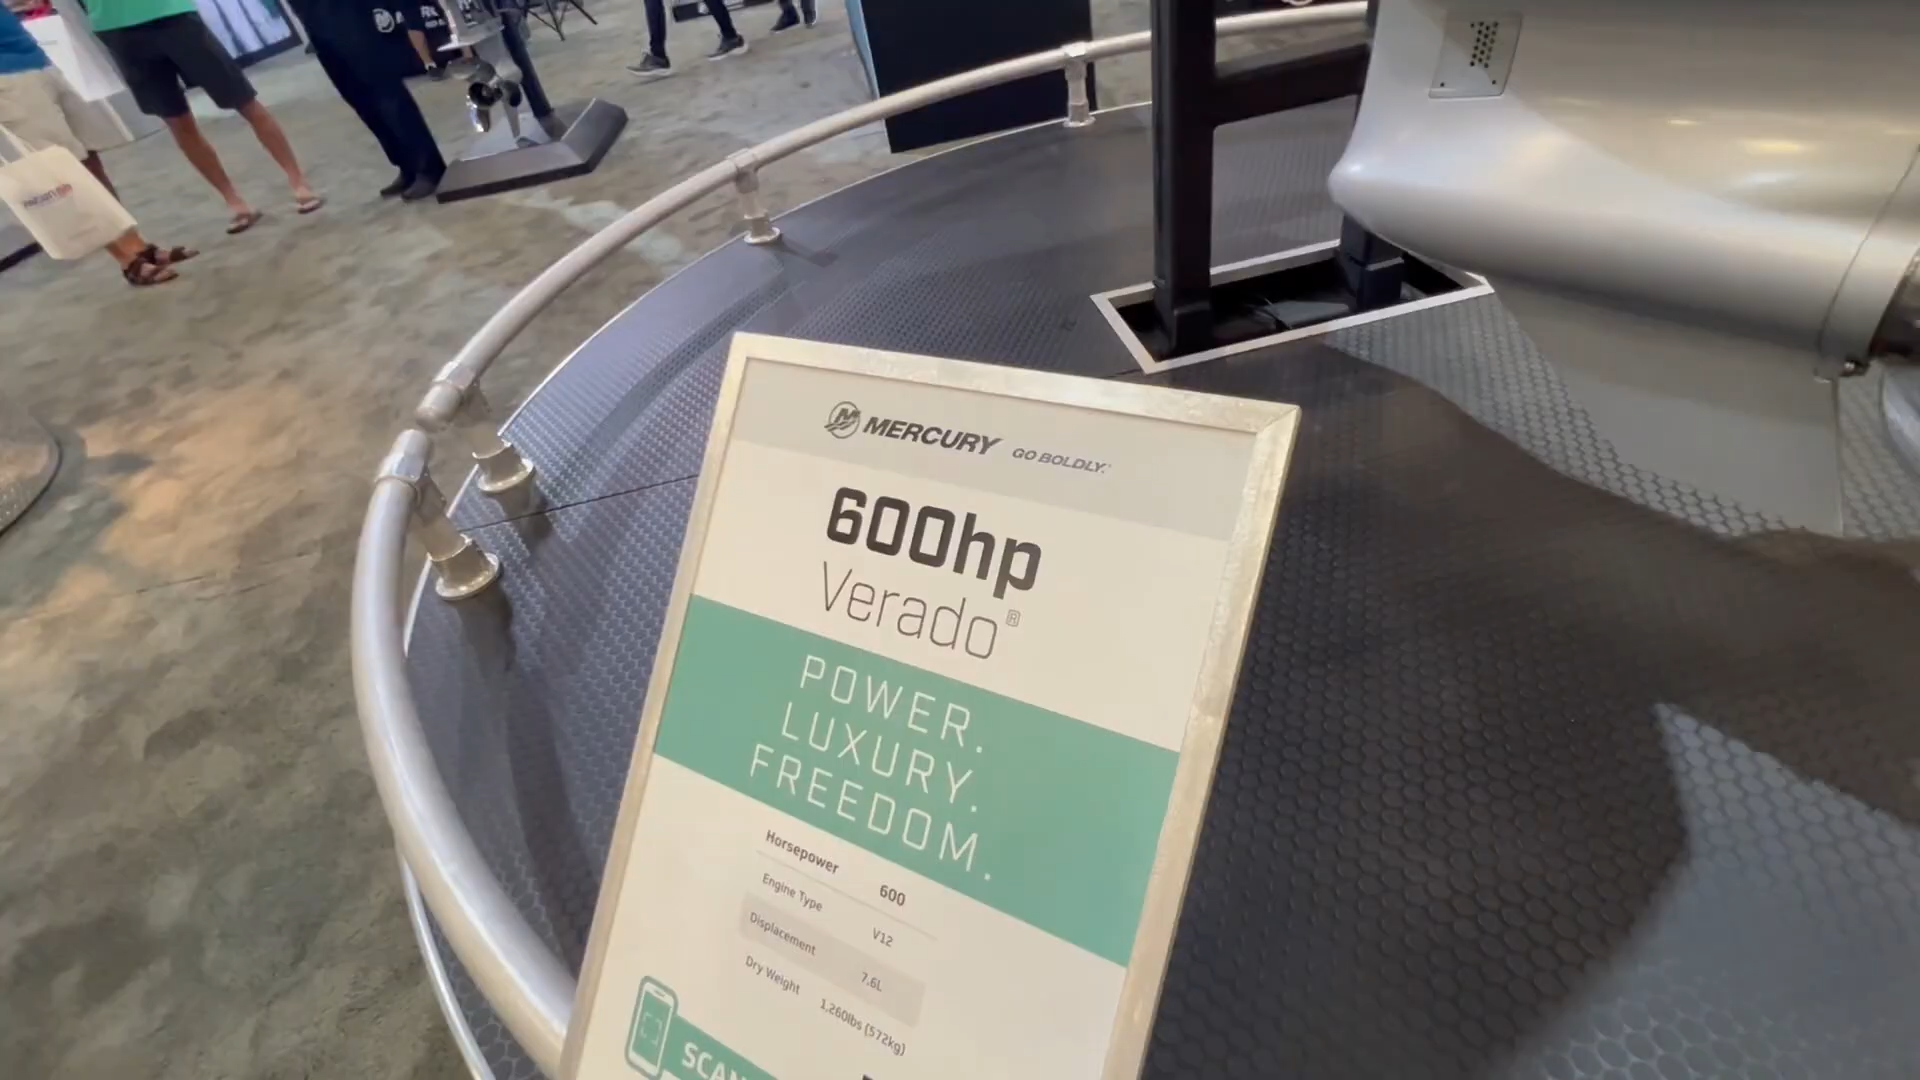 MERCURY GO BOLDLY.
600hp
Verado®
POWER.
LUXURY.
FREEDOM.
Horsepower 600
Engine Type V12
Displacement 7.6L
Dry Weight 1,260lbs (572kg)
SCAN